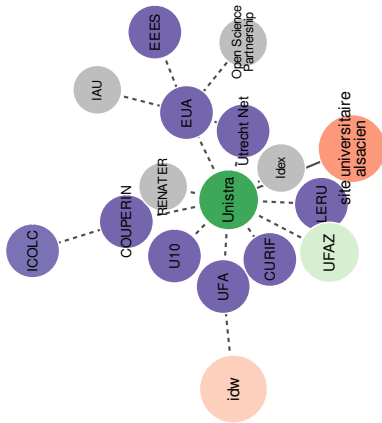 EEES
Open Science
Partnership
IAU
EUA
Utrecht Net
Idex
site universitaire
alsacien
RENATER
COUPERIN
Unistra
LERU
ICOLC
U10
CURIF
UFAZ
UFA
idw